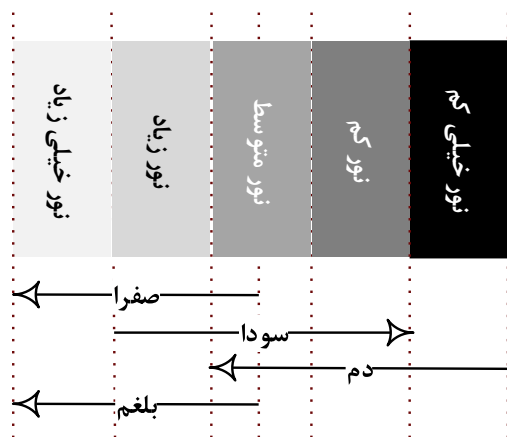 نور خیلی کم
نور کم
نور متوسط
نور زیاد
نور خیلی زیاد
صفرا
سودا
دم
بلغم